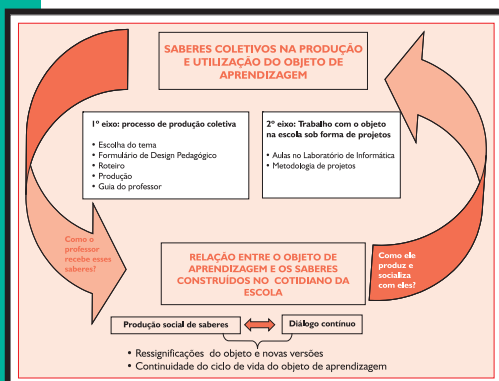 SABERES COLETIVOS NA PRODUÇÃO
E UTILIZAÇÃO DO OBJETO DE
APRENDIZAGEM
1º eixo: processo de produção coletiva
• Escolha do tema
• Formulário de Design Pedagógico
• Roteiro
• Produção
• Guia do professor
2º eixo: Trabalho com o objeto
na escola sob forma de projetos
• Aulas no Laboratório de Informática
• Metodologia de projetos
Como o
professor
recebe esses
saberes?
RELAÇÃO ENTRE O OBJETO DE
APRENDIZAGEM E OS SABERES
CONSTRUÍDOS NO COTIDIANO DA
ESCOLA
Como ele
produz e
socializa
com eles?
Produção social de saberes
Diálogo contínuo
• Ressignificações do objeto e novas versões
• Continuidade do ciclo de vida do objeto de aprendizagem